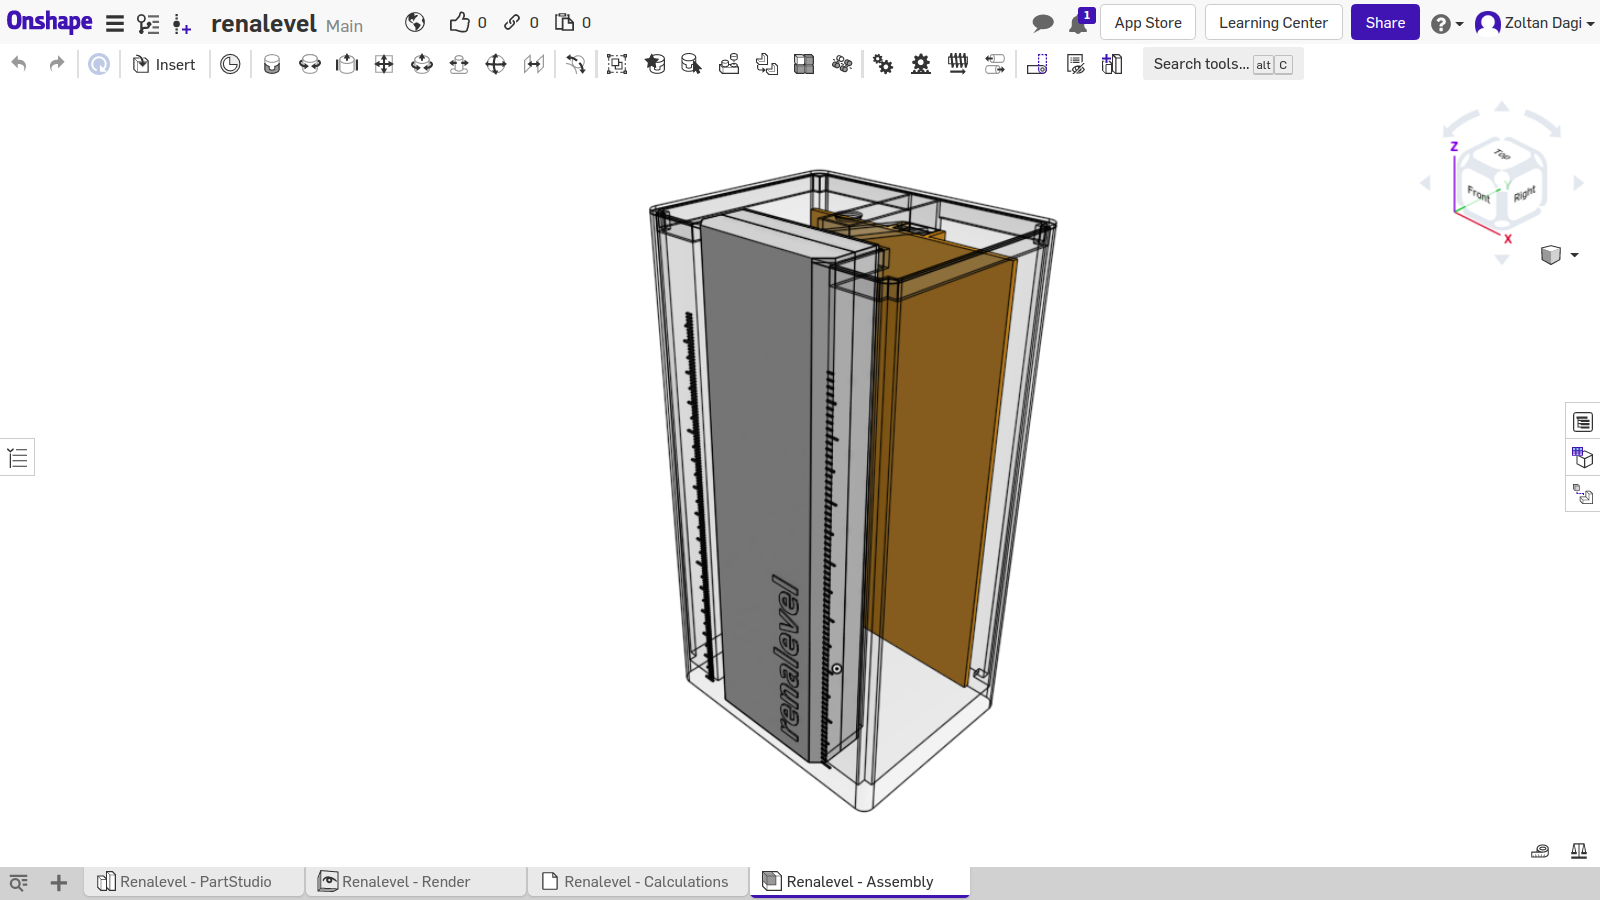 Onshape
renalevel Main
0 0 0
1
App Store
Learning Center
Share
Zoltan Dagi
Insert
Search tools... alt C
Z
Top
Front
Y
Right
X
renalevel
Renalevel - PartStudio
Renalevel - Render
Renalevel - Calculations
Renalevel - Assembly